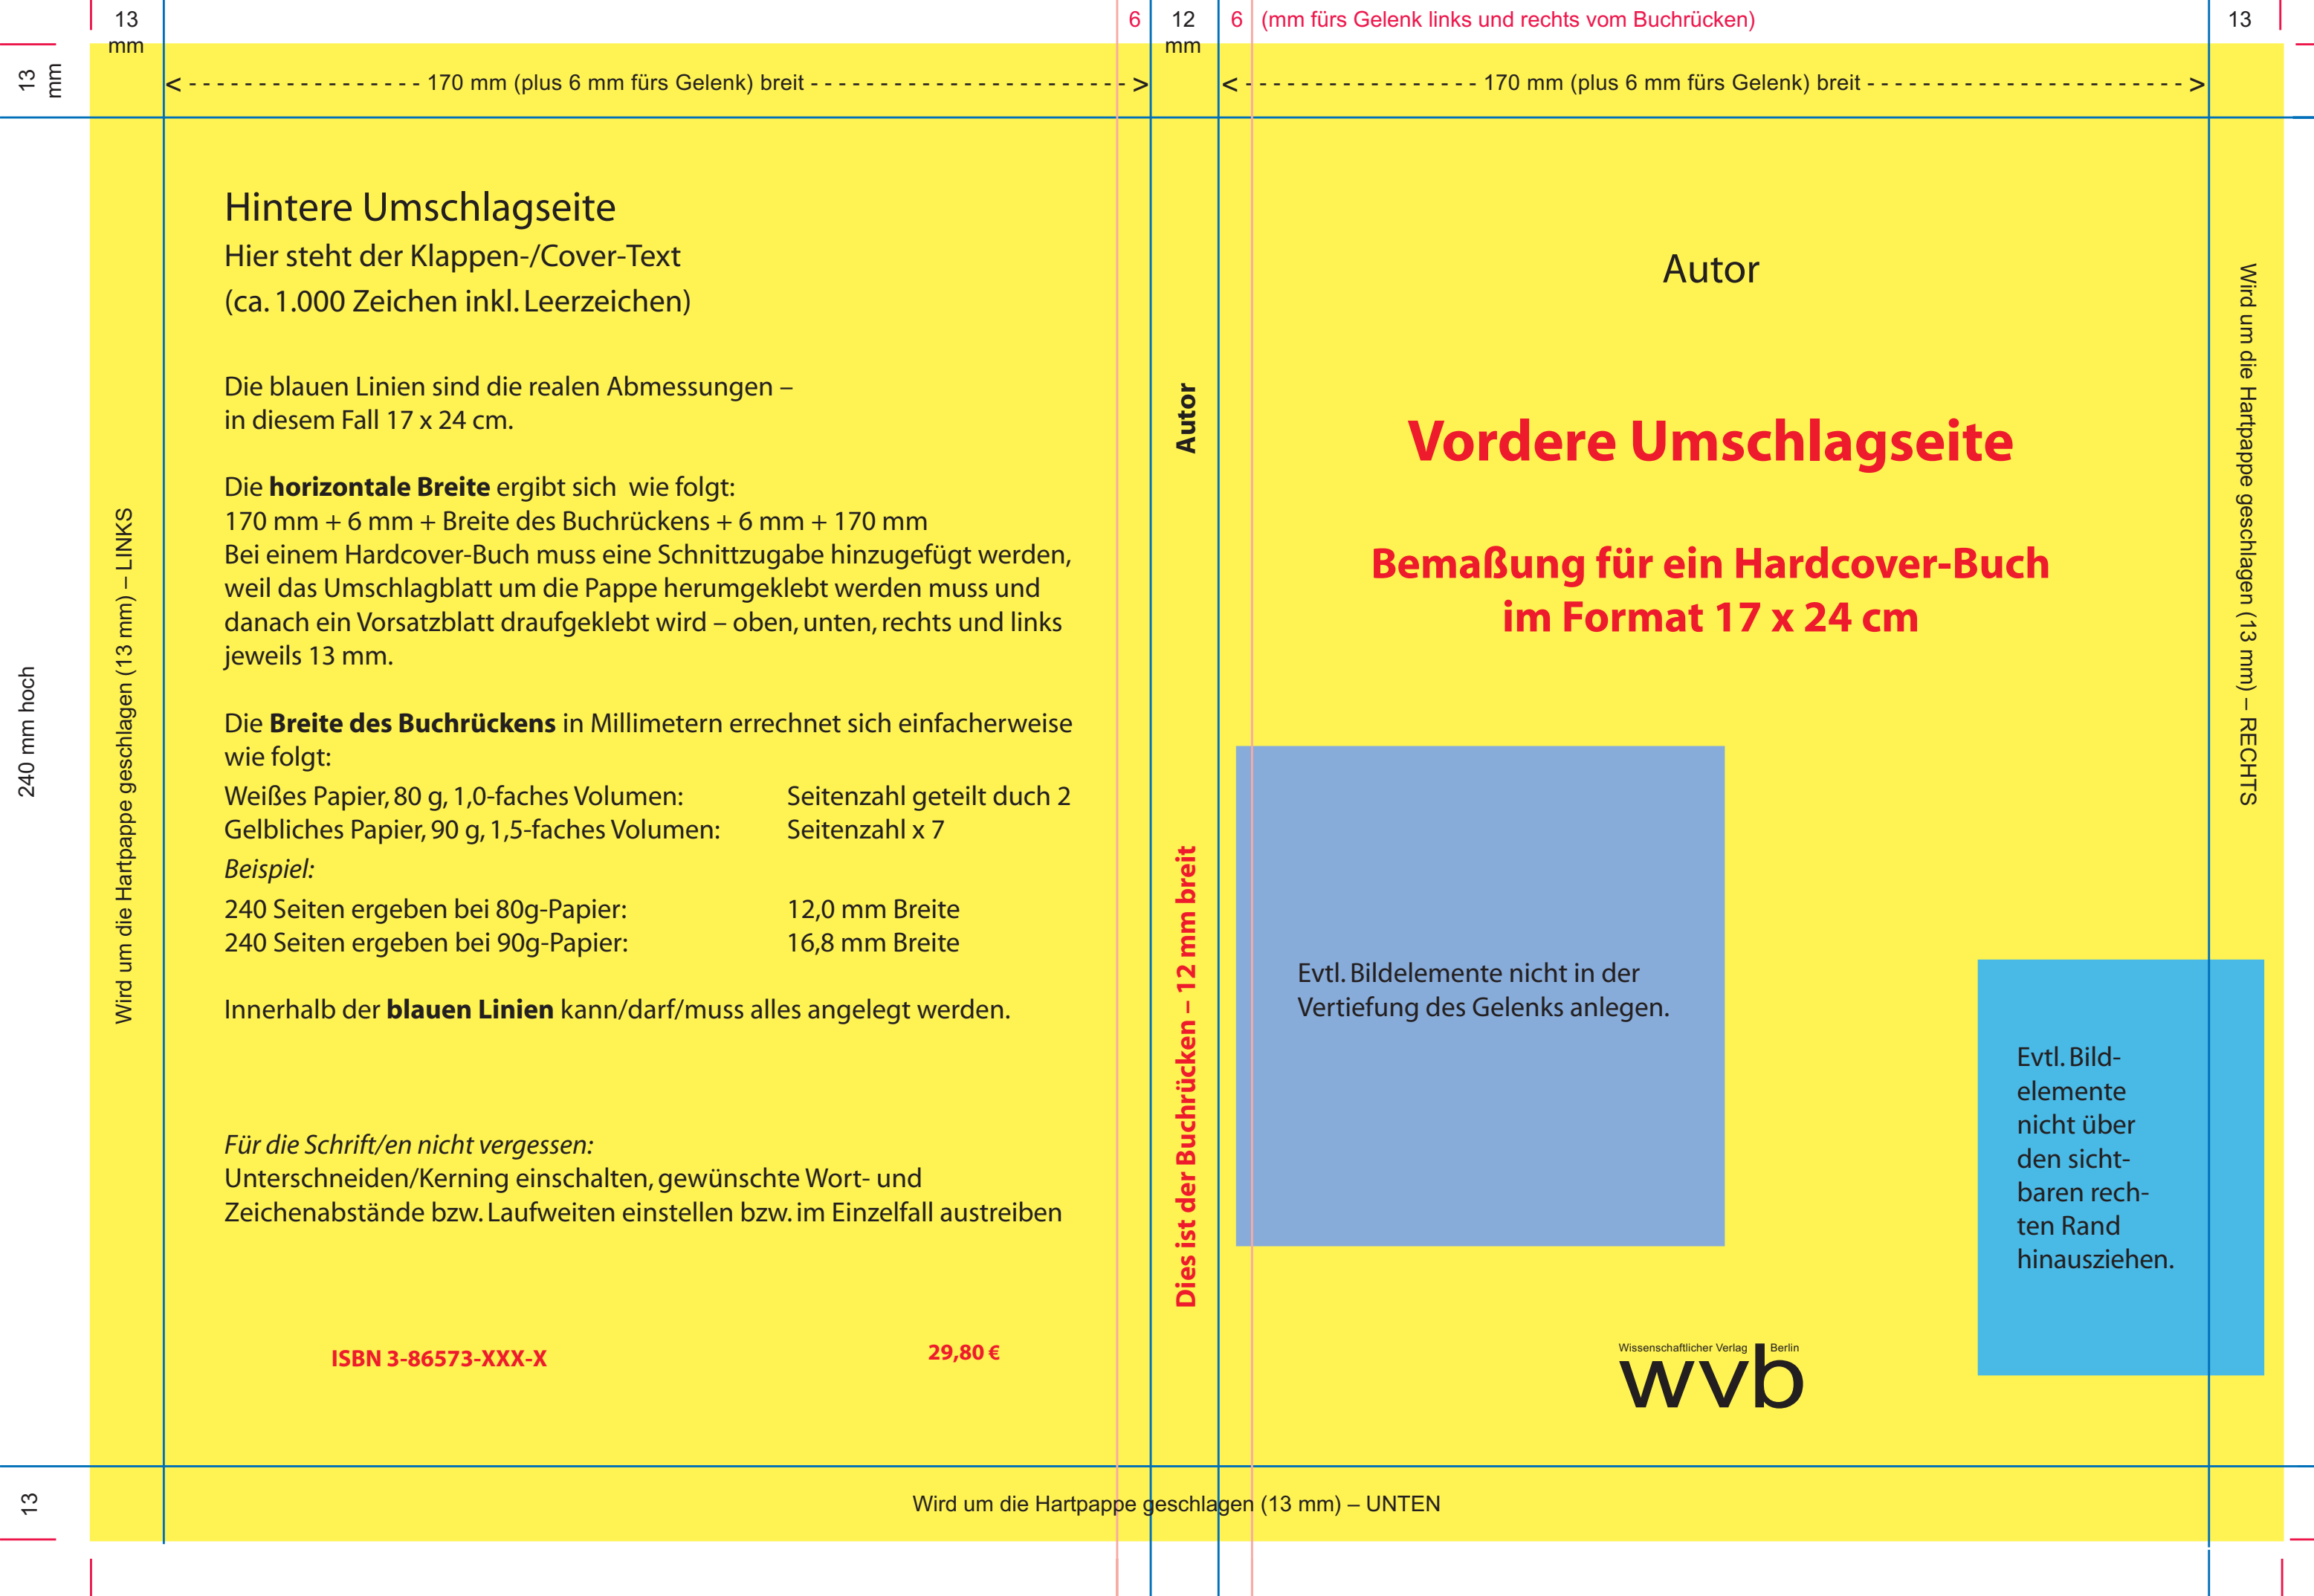 13
mm
6
12
mm
6
(mm fürs Gelenk links und rechts vom Buchrücken)
13
13
mm
< - - - - - - - - - - - - - - - - - 170 mm (plus 6 mm fürs Gelenk) breit - - - - - - - - - - - - - - - - - - - - - - - >
< - - - - - - - - - - - - - - - - - 170 mm (plus 6 mm fürs Gelenk) breit - - - - - - - - - - - - - - - - - - - - - - - >
240 mm hoch
13
Wird um die Hartpappe geschlagen (13 mm) – LINKS
Hintere Umschlagseite
Hier steht der Klappen-/Cover-Text
(ca. 1.000 Zeichen inkl. Leerzeichen)
Die blauen Linien sind die realen Abmessungen –
in diesem Fall 17 x 24 cm.
Die horizontale Breite ergibt sich wie folgt:
170 mm + 6 mm + Breite des Buchrückens + 6 mm + 170 mm
Bei einem Hardcover-Buch muss eine Schnittzugabe hinzugefügt werden,
weil das Umschlagblatt um die Pappe herumgeklebt werden muss und
danach ein Vorsatzblatt draufgeklebt wird – oben, unten, rechts und links
jeweils 13 mm.
Die Breite des Buchrückens in Millimetern errechnet sich einfacherweise
wie folgt:
Weißes Papier, 80 g, 1,0-faches Volumen: Seitenzahl geteilt duch 2
Gelbliches Papier, 90 g, 1,5-faches Volumen: Seitenzahl x 7
Beispiel:
240 Seiten ergeben bei 80g-Papier: 12,0 mm Breite
240 Seiten ergeben bei 90g-Papier: 16,8 mm Breite
Innerhalb der blauen Linien kann/darf/muss alles angelegt werden.
Für die Schrift/en nicht vergessen:
Unterschneiden/Kerning einschalten, gewünschte Wort- und
Zeichenabstände bzw. Laufweiten einstellen bzw. im Einzelfall austreiben
ISBN 3-86573-XXX-X
29,80 €
Autor
Dies ist der Buchrücken – 12 mm breit
Autor
Vordere Umschlagseite
Bemaßung für ein Hardcover-Buch
im Format 17 x 24 cm
Evtl. Bildelemente nicht in der
Vertiefung des Gelenks anlegen.
Evtl. Bild-
elemente
nicht über
den sicht-
baren rech-
ten Rand
hinausziehen.
Wissenschaftlicher Verlag Berlin
wvb
Wird um die Hartpappe geschlagen (13 mm) – RECHTS
Wird um die Hartpappe geschlagen (13 mm) – UNTEN